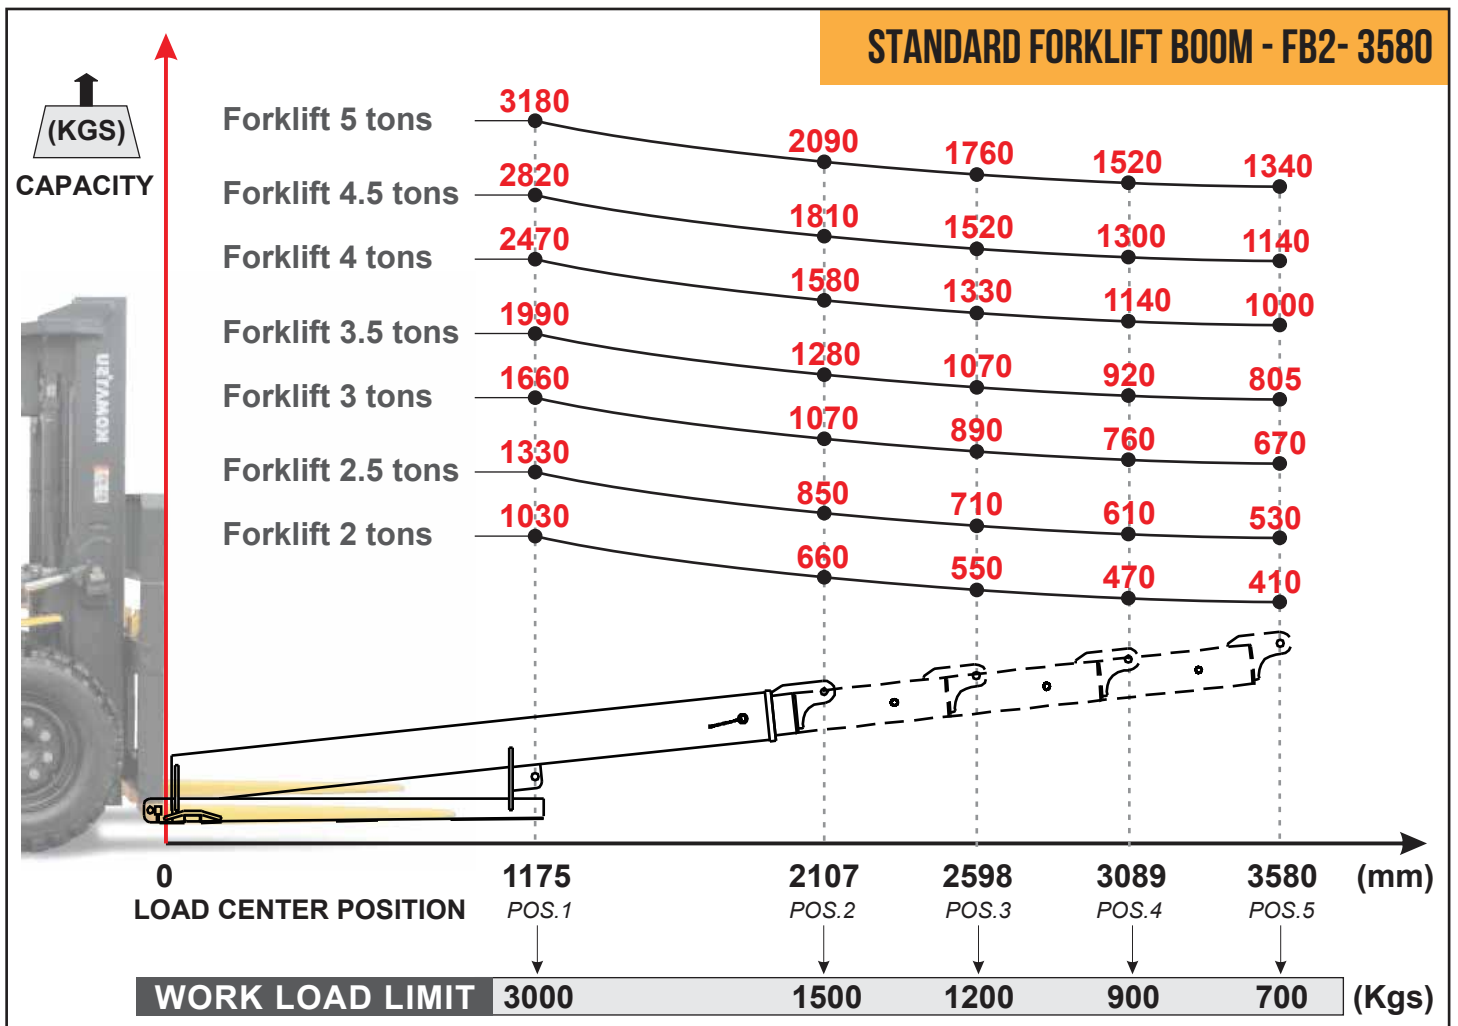 STANDARD FORKLIFT BOOM - FB2- 3580
(KGS)
CAPACITY
Forklift 5 tons 3180 2090 1760 1520 1340
Forklift 4.5 tons 2820 1810 1520 1300 1140
Forklift 4 tons 2470 1580 1330 1140 1000
Forklift 3.5 tons 1990 1280 1070 920 805
Forklift 3 tons 1660 1070 890 760 670
Forklift 2.5 tons 1330 850 710 610 530
Forklift 2 tons 1030 660 550 470 410
0 1175 2107 2598 3089 3580 (mm)
LOAD CENTER POSITION POS.1 POS.2 POS.3 POS.4 POS.5
WORK LOAD LIMIT 3000 1500 1200 900 700 (Kgs)